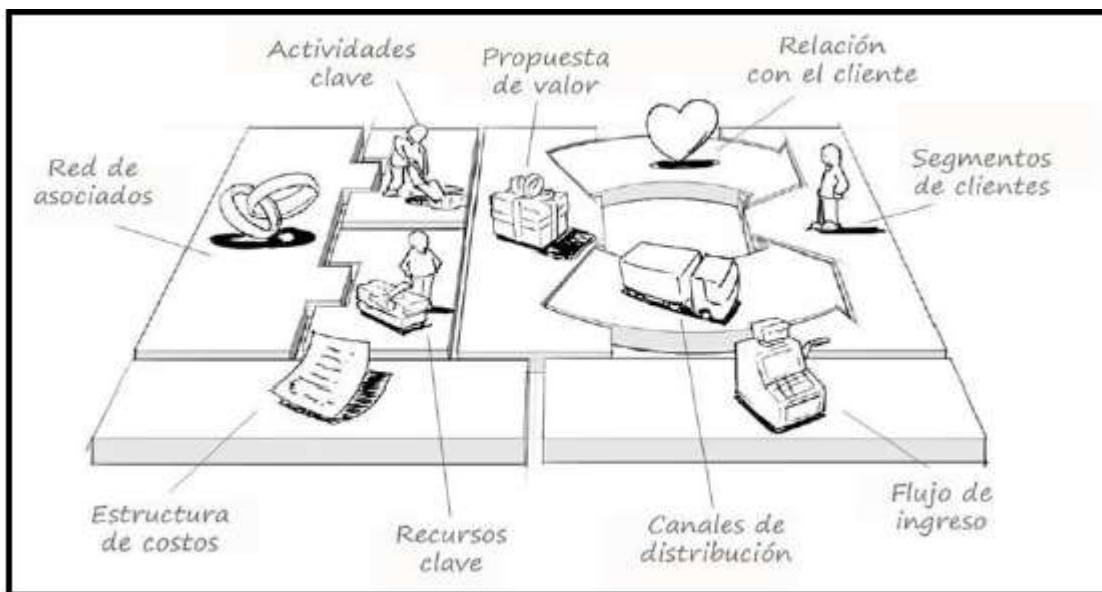 Actividades
clave
Propuesta
de valor
Relación
con el cliente
Red de
asociados
Segmentos
de clientes
Estructura
de costos
Recursos
clave
Canales de
distribución
Flujo de
ingreso